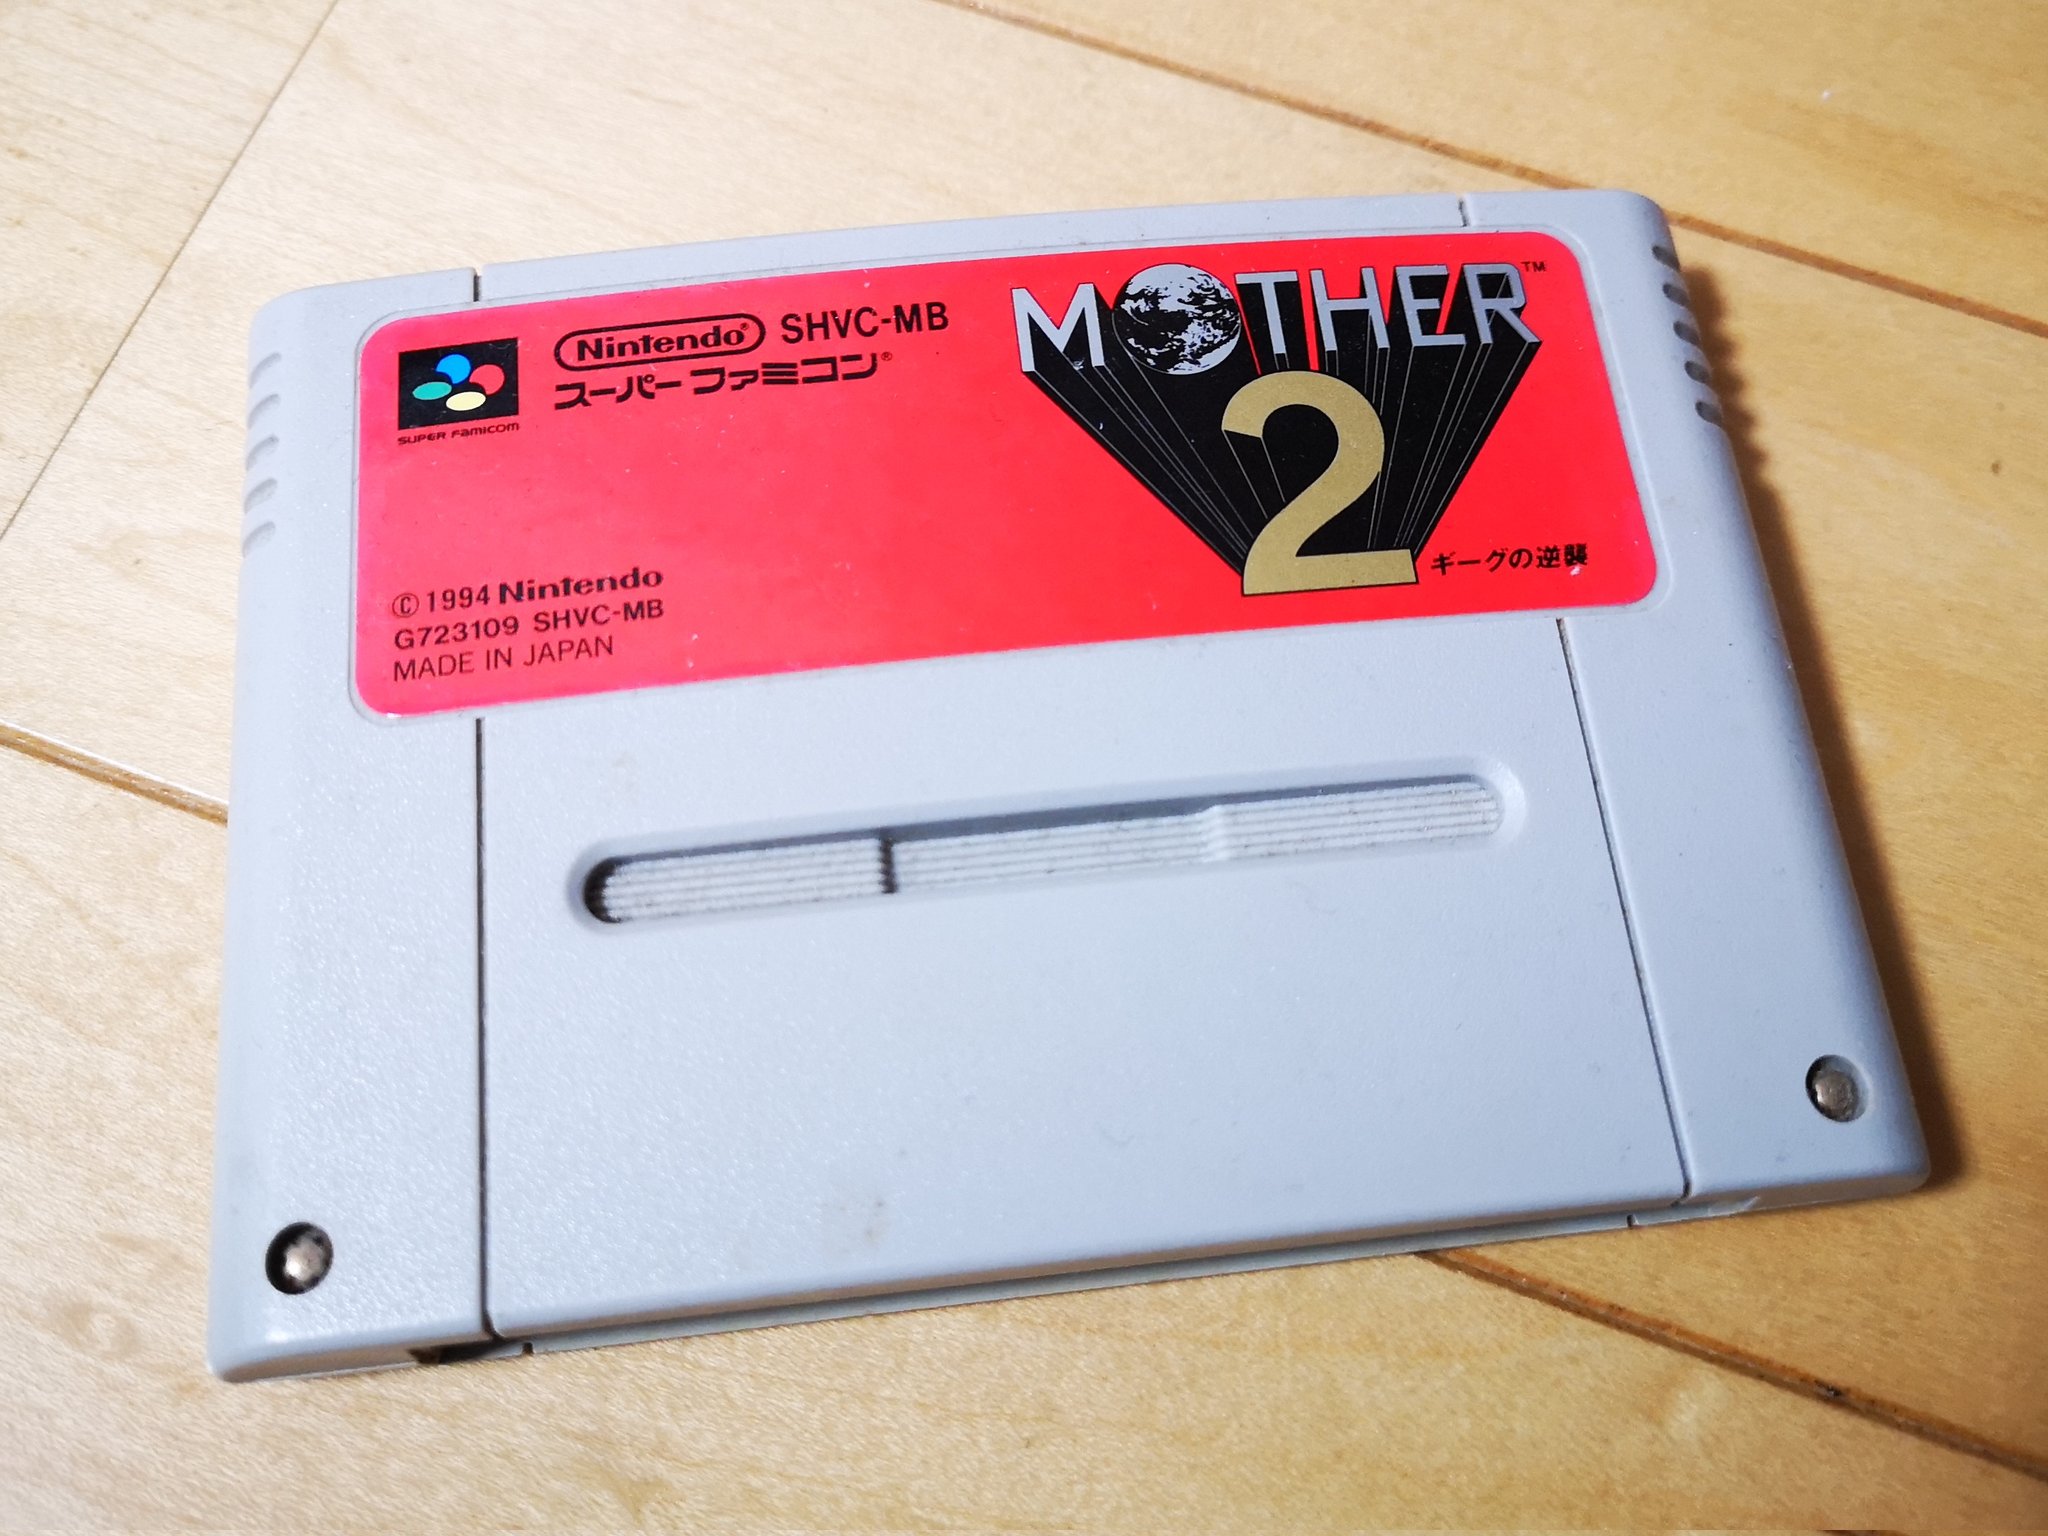 Nintendo® SHVC-MB
スーパーファミコン®
SUPER FAMICOM
MOTHER™
2
ギーグの逆襲
©1994 Nintendo
G723109 SHVC-MB
MADE IN JAPAN